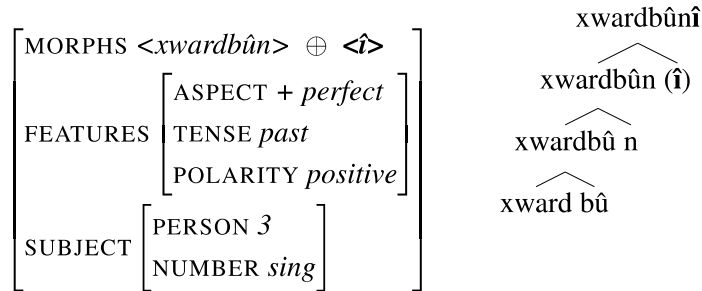 MORPHS <xwardbûn> ⊕ <î>
FEATURES
ASPECT + perfect
TENSE past
POLARITY positive
SUBJECT
PERSON 3
NUMBER sing
xwardbûnî
xwardbûn (î)
xwardbû n
xward bû